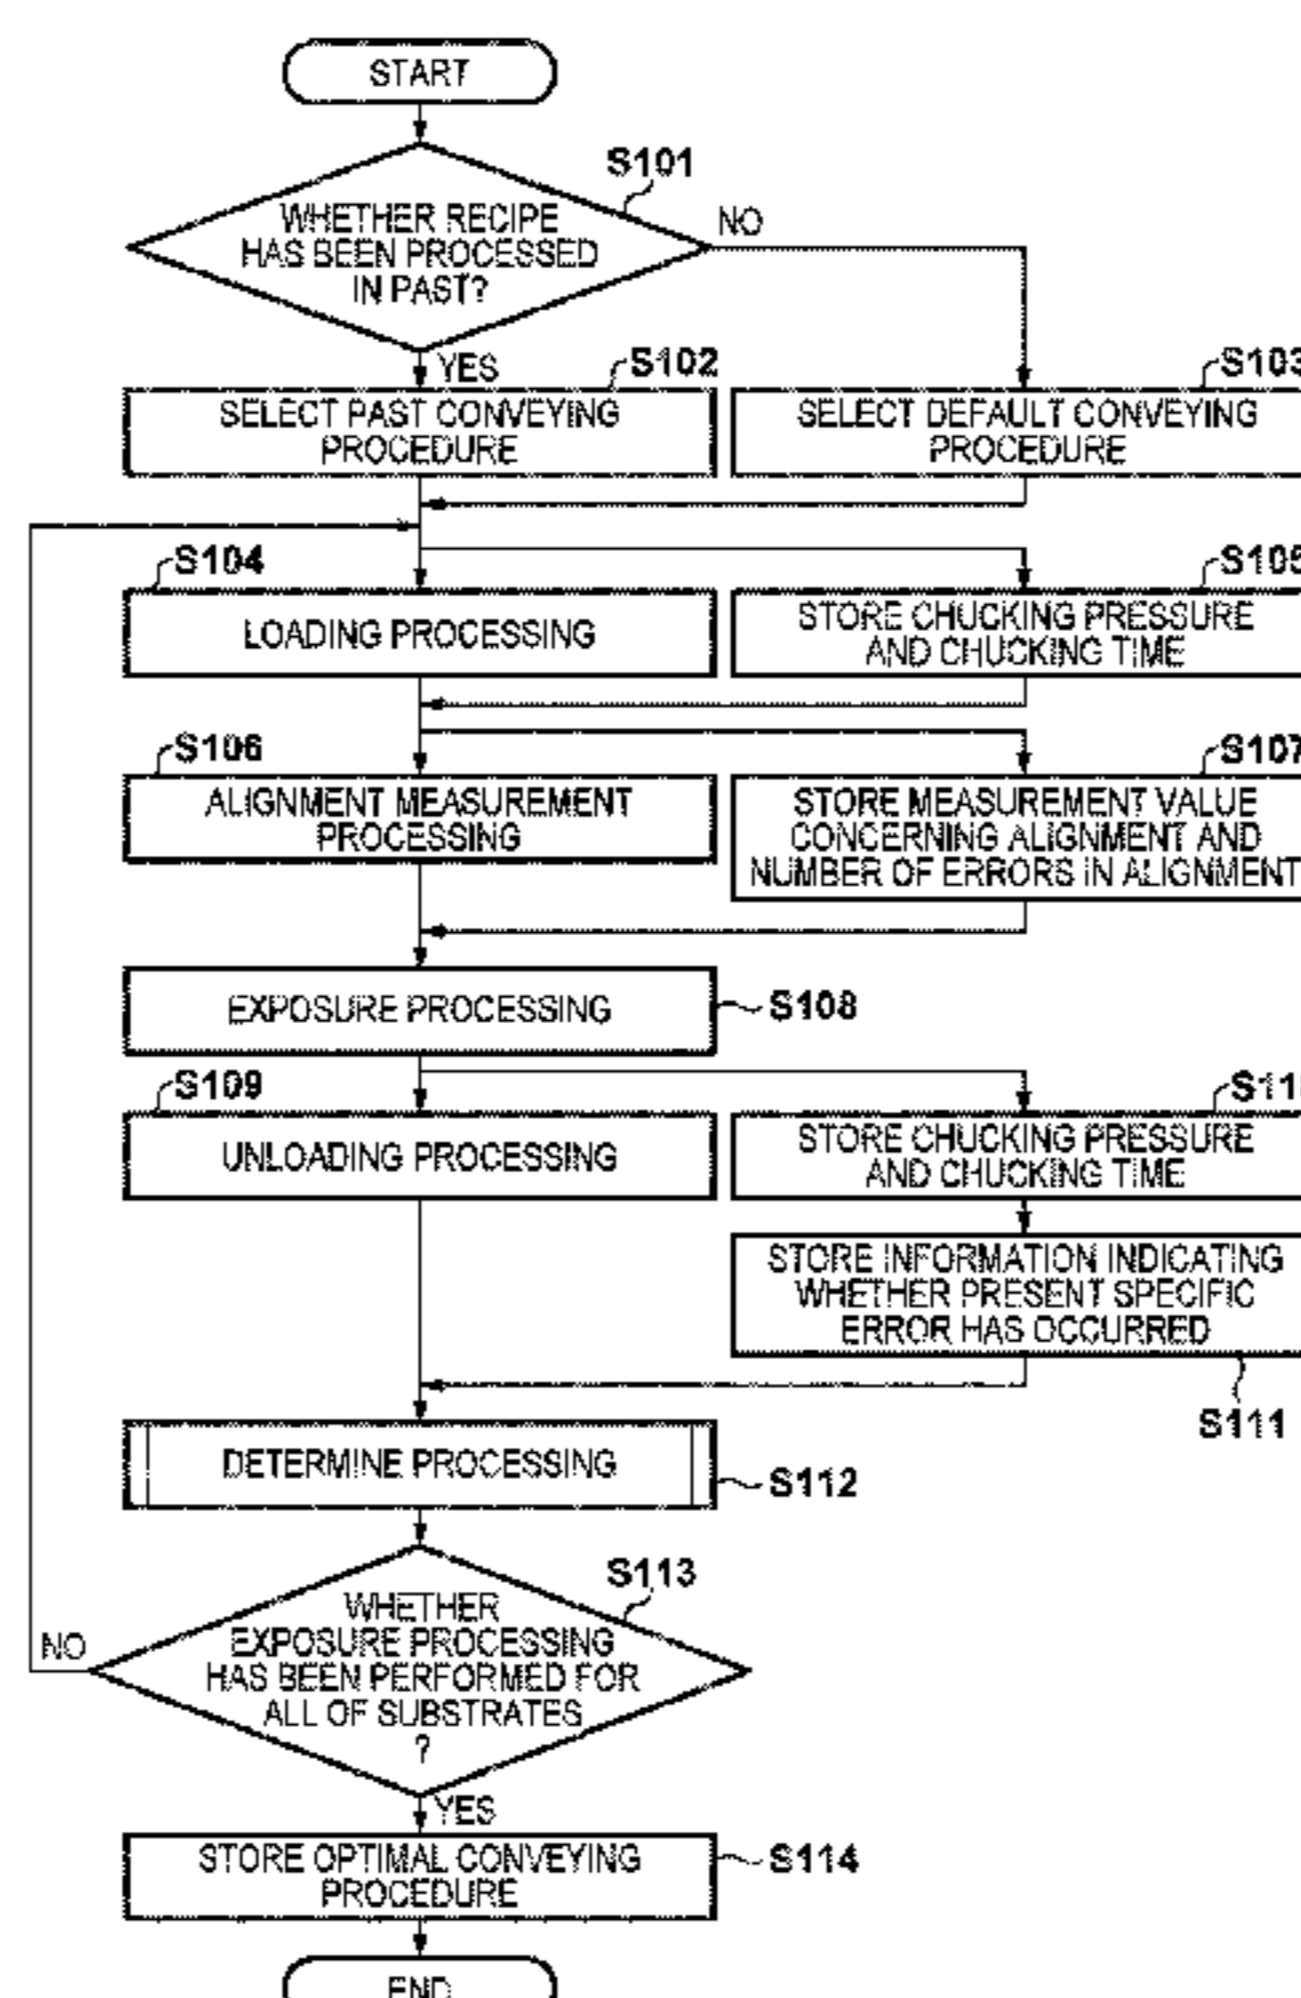 START
S101
WHETHER RECIPE
HAS BEEN PROCESSED
IN PAST?
NO
YES
S102
SELECT PAST CONVEYING
PROCEDURE
S103
SELECT DEFAULT CONVEYING
PROCEDURE
S104
LOADING PROCESSING
S105
STORE CHUCKING PRESSURE
AND CHUCKING TIME
S106
ALIGNMENT MEASUREMENT
PROCESSING
S107
STORE MEASUREMENT VALUE
CONCERNING ALIGNMENT AND
NUMBER OF ERRORS IN ALIGNMENT
EXPOSURE PROCESSING
S108
S109
UNLOADING PROCESSING
STORE CHUCKING PRESSURE
AND CHUCKING TIME
STORE INFORMATION INDICATING
WHETHER PRESENT SPECIFIC
ERROR HAS OCCURRED
S111
DETERMINE PROCESSING
S112
S113
WHETHER
EXPOSURE PROCESSING
HAS BEEN PERFORMED FOR
ALL OF SUBSTRATES
?
NO
YES
STORE OPTIMAL CONVEYING
PROCEDURE
S114
END